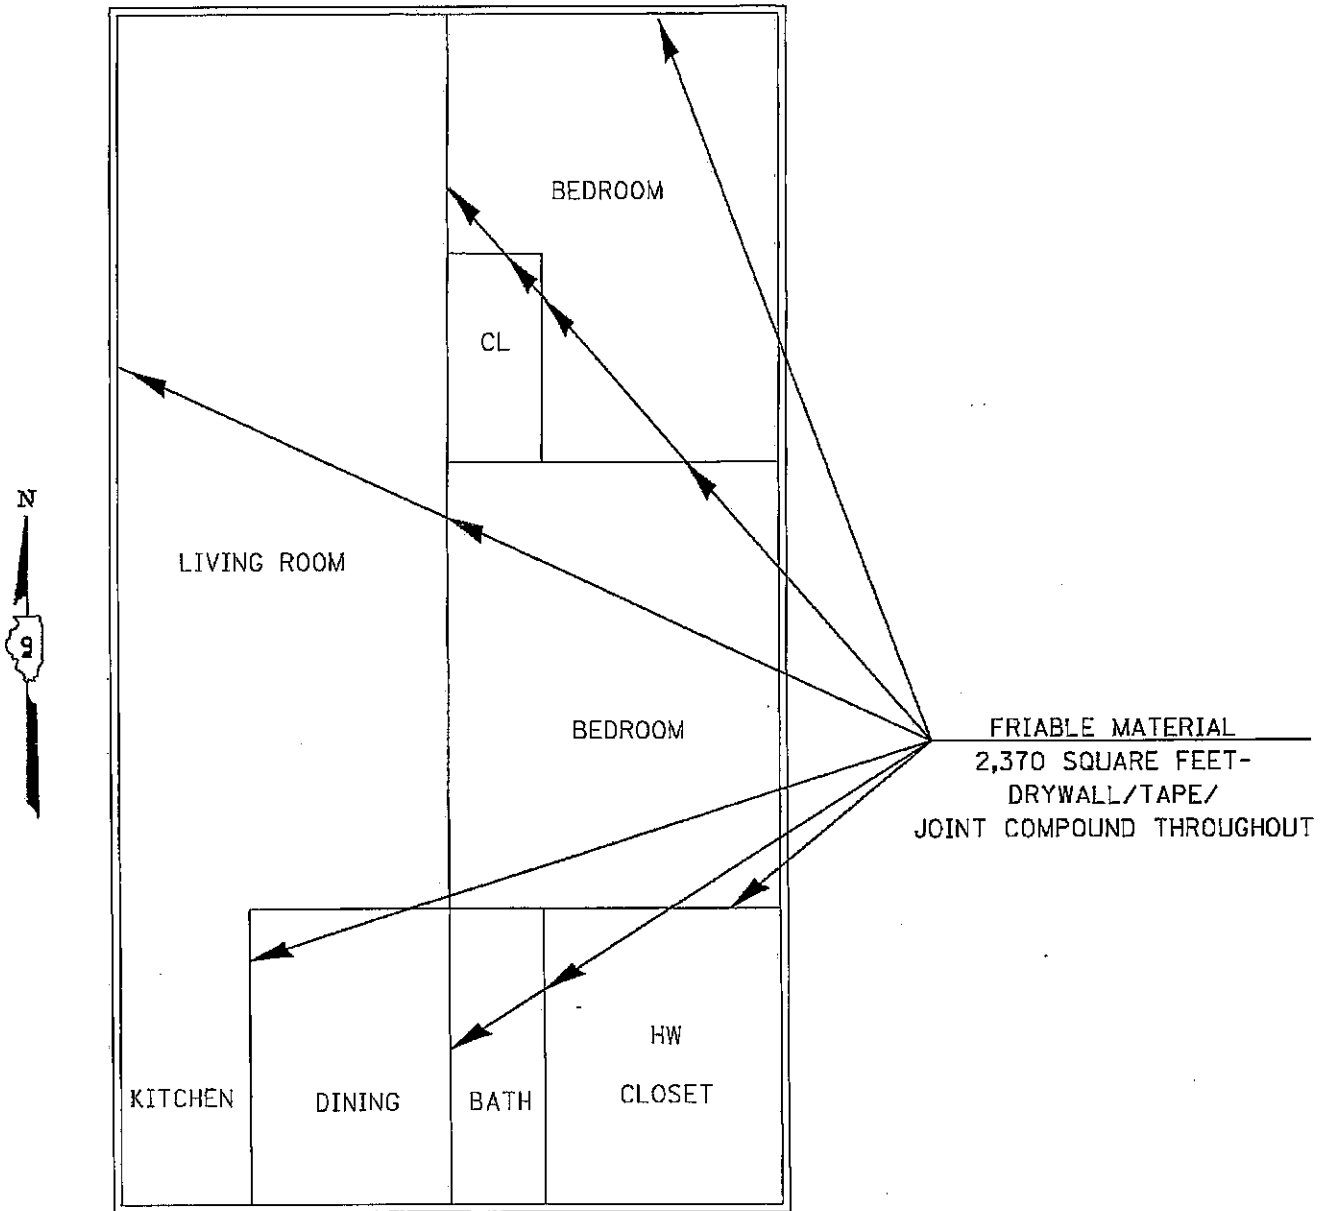 BEDROOM
CL
N
LIVING ROOM
9
BEDROOM
FRIABLE MATERIAL
2,370 SQUARE FEET-
DRYWALL/TAPE/
JOINT COMPOUND THROUGHOUT
HW
CLOSET
KITCHEN
DINING
BATH